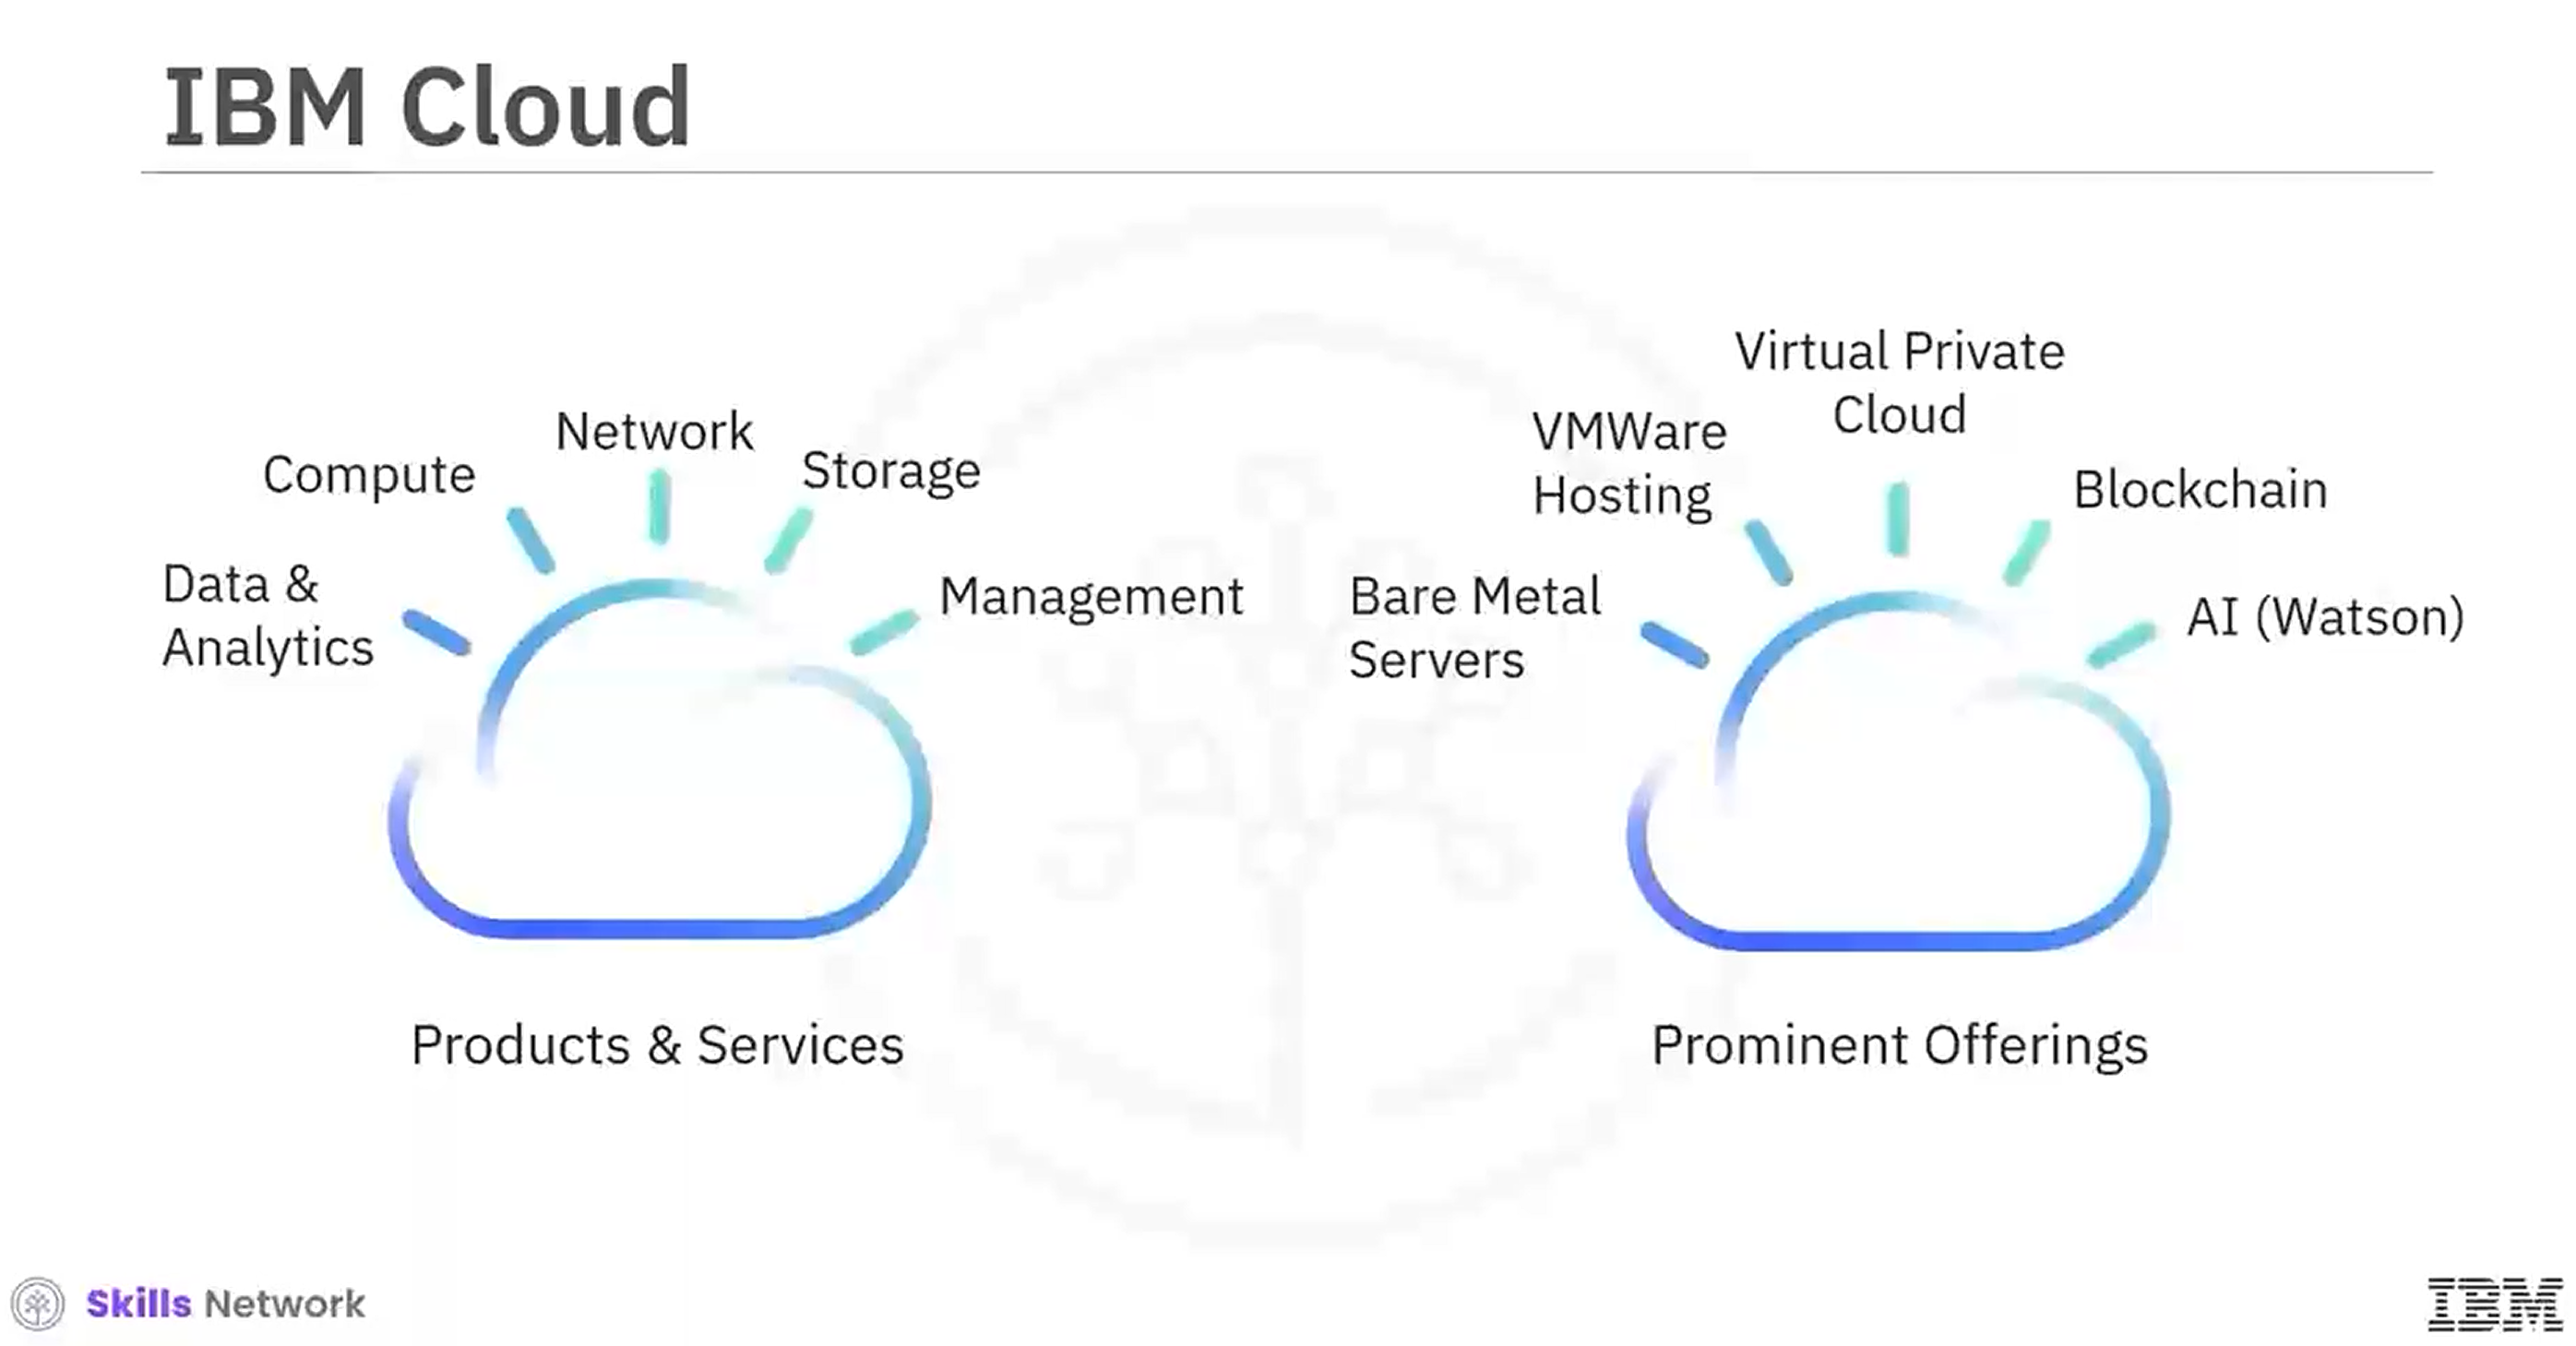 IBM Cloud
Data &
Analytics
Compute
Network
Storage
Management
Products & Services
Bare Metal
Servers
VMWare
Hosting
Virtual Private
Cloud
Blockchain
AI (Watson)
Prominent Offerings
Skills Network
IBM